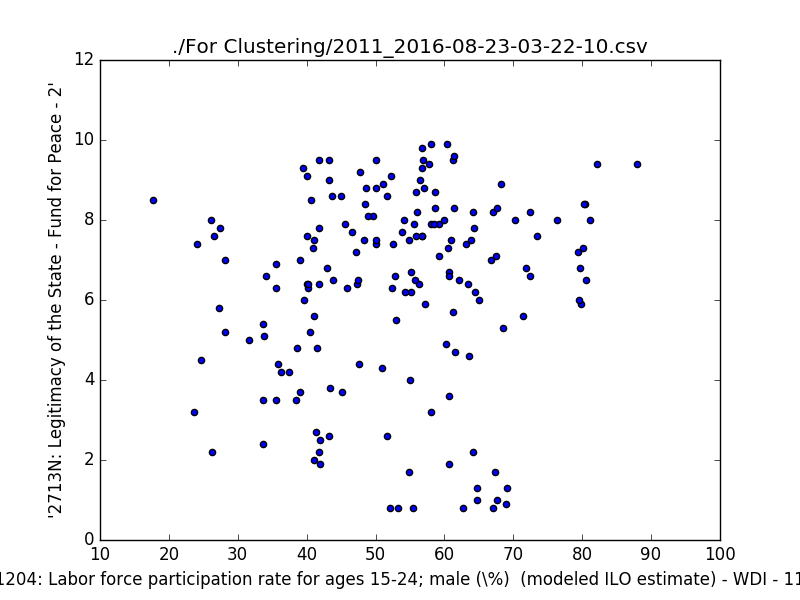 ./For Clustering/2011_2016-08-23-03-22-10.csv
'2713N: Legitimacy of the State - Fund for Peace - 2'
12
10
8
6
4
2
0
10 20 30 40 50 60 70 80 90 100
1204: Labor force participation rate for ages 15-24; male (\%) (modeled ILO estimate) - WDI - 11